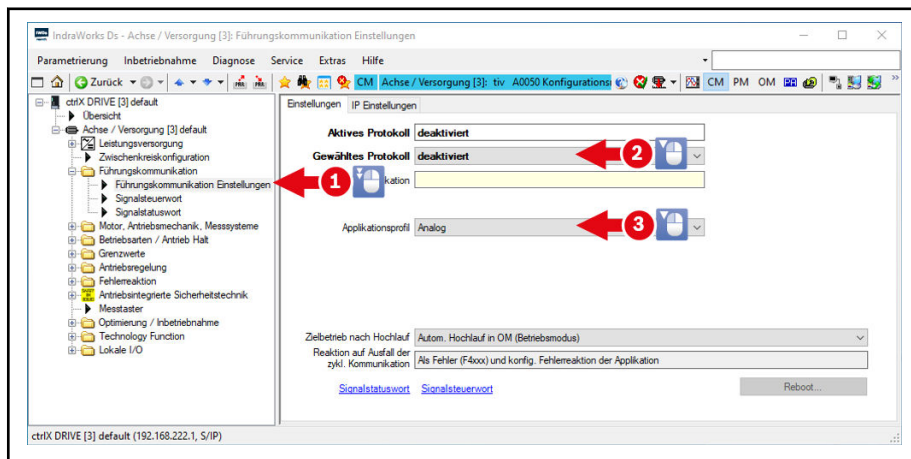 IndraWorks Ds - Achse / Versorgung [3]: Führungskommunikation Einstellungen
Parametrierung Inbetriebnahme Diagnose Service Extras Hilfe
Zurück CM Achse / Versorgung [3]: tiv A0050 Konfigurations CM PM OM
ctrlX DRIVE [3] default
Übersicht
Achse / Versorgung [3] default
Leistungsversorgung
Zwischenkreiskonfiguration
Führungskommunikation
Führungskommunikation Einstellungen
Signalsteuerwort
Signalstatuswort
Motor, Antriebsmechanik, Messsysteme
Betriebsarten / Antrieb Halt
Grenzwerte
Antriebsregelung
Fehlerreaktion
Antriebsintegrierte Sicherheitstechnik
Messtaster
Optimierung / Inbetriebnahme
Technology Function
Lokale I/O
Einstellungen IP Einstellungen
Aktives Protokoll deaktiviert
Gewähltes Protokoll deaktiviert 2
1 kation
Applikationsprofil Analog 3
Zielbetrieb nach Hochlauf Autom. Hochlauf in OM (Betriebsmodus)
Reaktion auf Ausfall der
zykl. Kommunikation Als Fehler (F4xxx) und konfig. Fehlerreaktion der Applikation
Signalstatuswort Signalsteuerwort Reboot...
ctrlX DRIVE [3] default (192.168.222.1, S/IP)